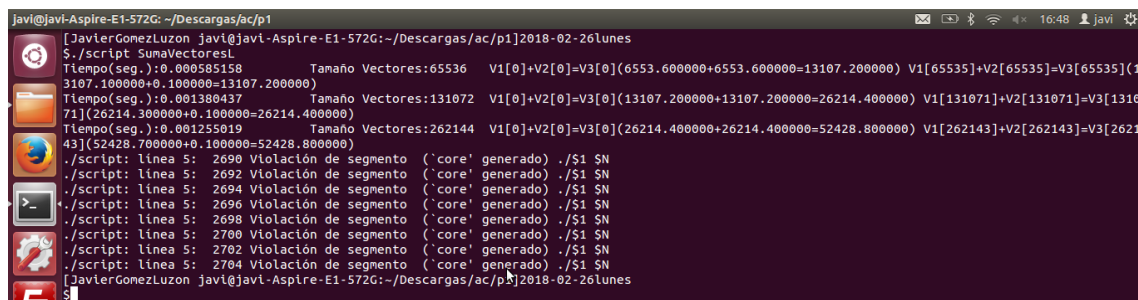 javi@javi-Aspire-E1-572G: ~/Descargas/ac/p1 16:48 javi
[JavierGomezLuzon javi@javi-Aspire-E1-572G:~/Descargas/ac/p1]2018-02-26lunes
$./script SumaVectoresL
Tiempo(seg.):0.000585158 Tamaño Vectores:65536 V1[0]+V2[0]=V3[0](6553.600000+6553.600000=13107.200000) V1[65535]+V2[65535]=V3[65535](1
3107.100000+0.100000=13107.200000)
Tiempo(seg.):0.001380437 Tamaño Vectores:131072 V1[0]+V2[0]=V3[0](13107.200000+13107.200000=26214.400000) V1[131071]+V2[131071]=V3[1310
71](26214.300000+0.100000=26214.400000)
Tiempo(seg.):0.001255019 Tamaño Vectores:262144 V1[0]+V2[0]=V3[0](26214.400000+26214.400000=52428.800000) V1[262143]+V2[262143]=V3[2621
43](52428.700000+0.100000=52428.800000)
./script: línea 5: 2690 Violación de segmento (`core' generado) ./$1 $N
./script: línea 5: 2692 Violación de segmento (`core' generado) ./$1 $N
./script: línea 5: 2694 Violación de segmento (`core' generado) ./$1 $N
./script: línea 5: 2696 Violación de segmento (`core' generado) ./$1 $N
./script: línea 5: 2698 Violación de segmento (`core' generado) ./$1 $N
./script: línea 5: 2700 Violación de segmento (`core' generado) ./$1 $N
./script: línea 5: 2702 Violación de segmento (`core' generado) ./$1 $N
./script: línea 5: 2704 Violación de segmento (`core' generado) ./$1 $N
[JavierGomezLuzon javi@javi-Aspire-E1-572G:~/Descargas/ac/p1]2018-02-26lunes
$